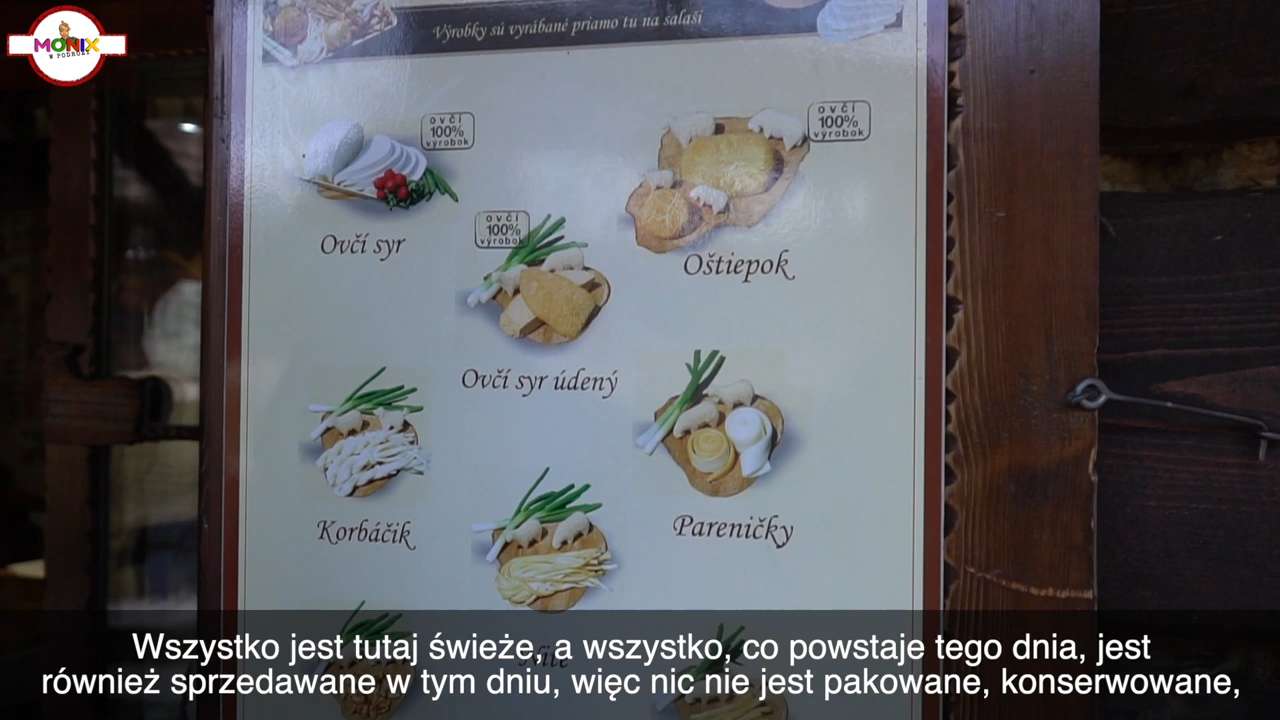 MONIX
W PODRÓŻY
Výrobky sú vyrábané priamo tu na salaši
ovčí
100%
výrobok
ovčí
100%
výrobok
Ovčí syr
ovčí
100%
výrobok
Oštiepok
Ovčí syr údený
Korbáčik
Pareničky
Nite
Wszystko jest tutaj świeże, a wszystko, co powstaje tego dnia, jest
również sprzedawane w tym dniu, więc nic nie jest pakowane, konserwowane,